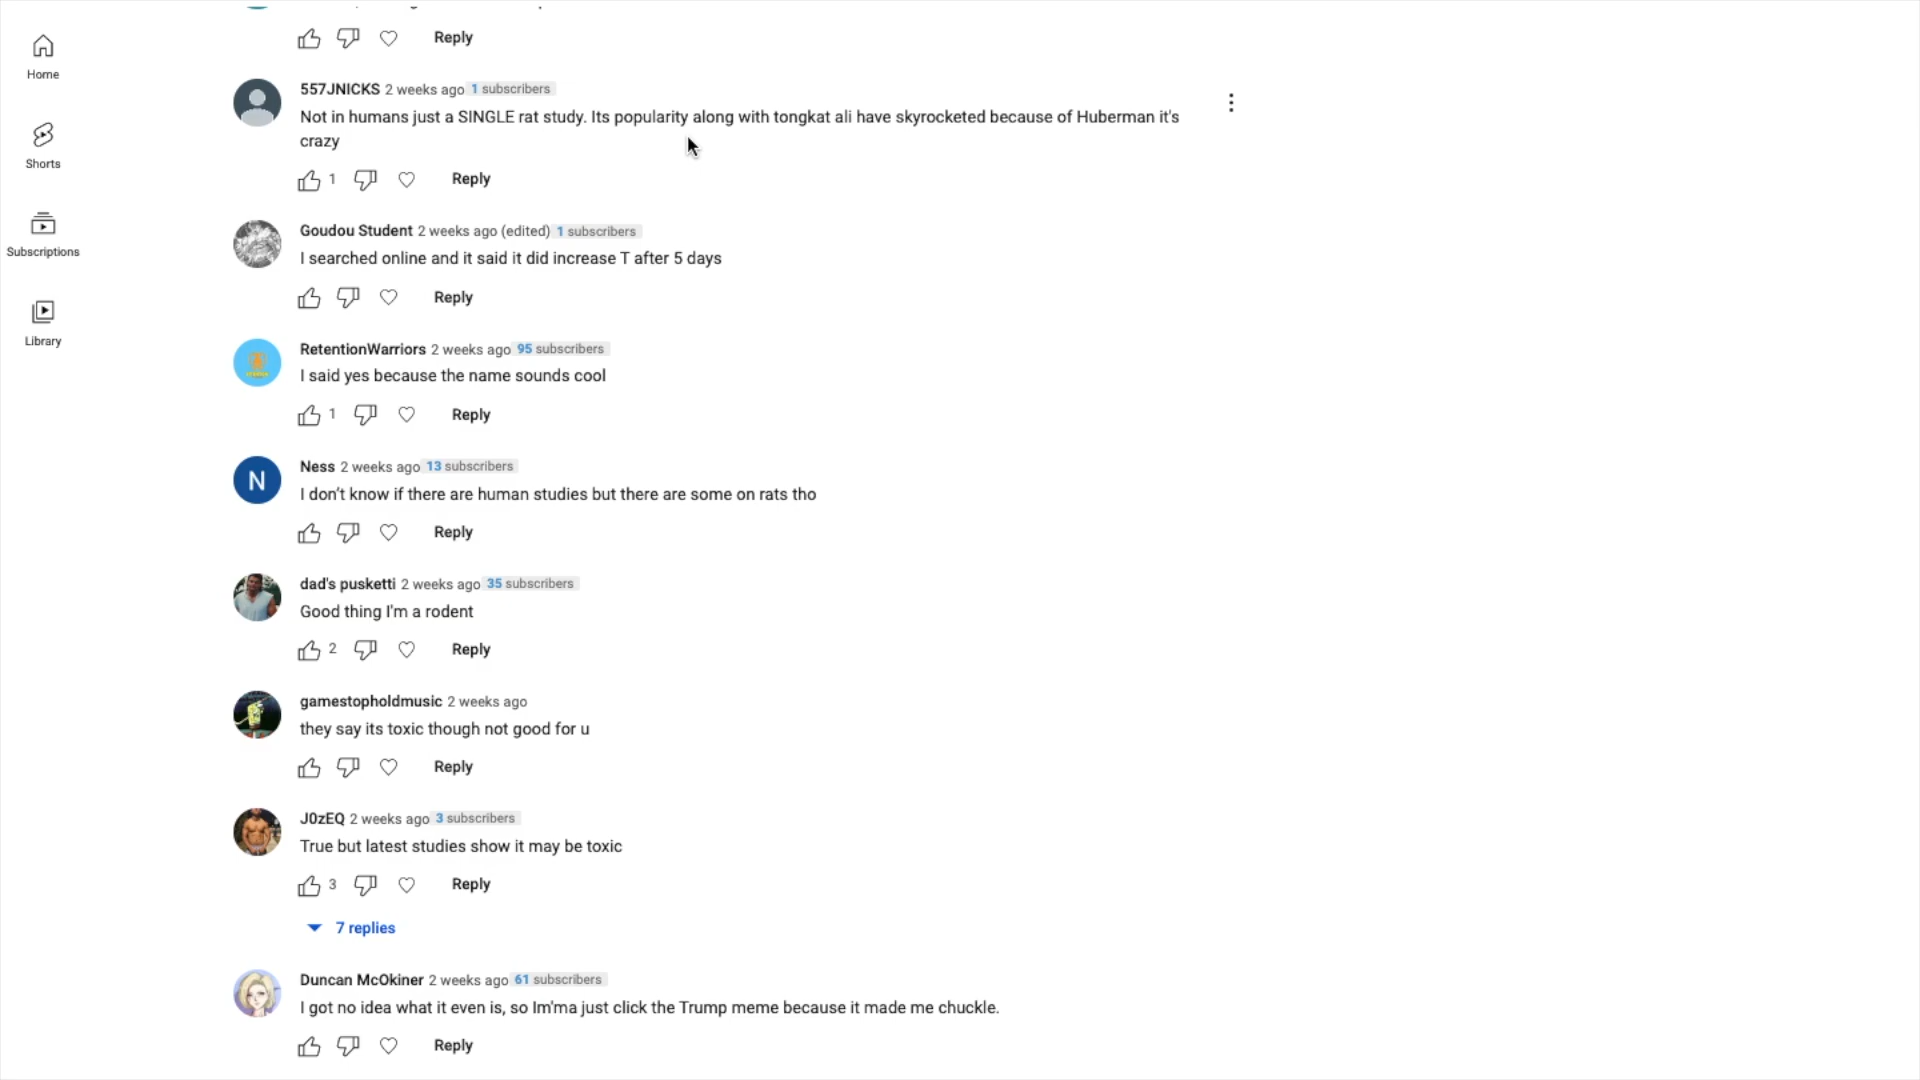 Reply
Home
557JNICKS 2 weeks ago 1 subscribers
Not in humans just a SINGLE rat study. Its popularity along with tongkat ali have skyrocketed because of Huberman it's
crazy
1 Reply
Shorts
Goudou Student 2 weeks ago (edited) 1 subscribers
Subscriptions
I searched online and it said it did increase T after 5 days
Reply
Library
RetentionWarriors 2 weeks ago 95 subscribers
I said yes because the name sounds cool
1 Reply
N
Ness 2 weeks ago 13 subscribers
I don't know if there are human studies but there are some on rats tho
Reply
dad's pusketti 2 weeks ago 35 subscribers
Good thing I'm a rodent
2 Reply
gamestopholdmusic 2 weeks ago
they say its toxic though not good for u
Reply
J0zEQ 2 weeks ago 3 subscribers
True but latest studies show it may be toxic
3 Reply
7 replies
Duncan McOkiner 2 weeks ago 61 subscribers
I got no idea what it even is, so Im'ma just click the Trump meme because it made me chuckle.
Reply